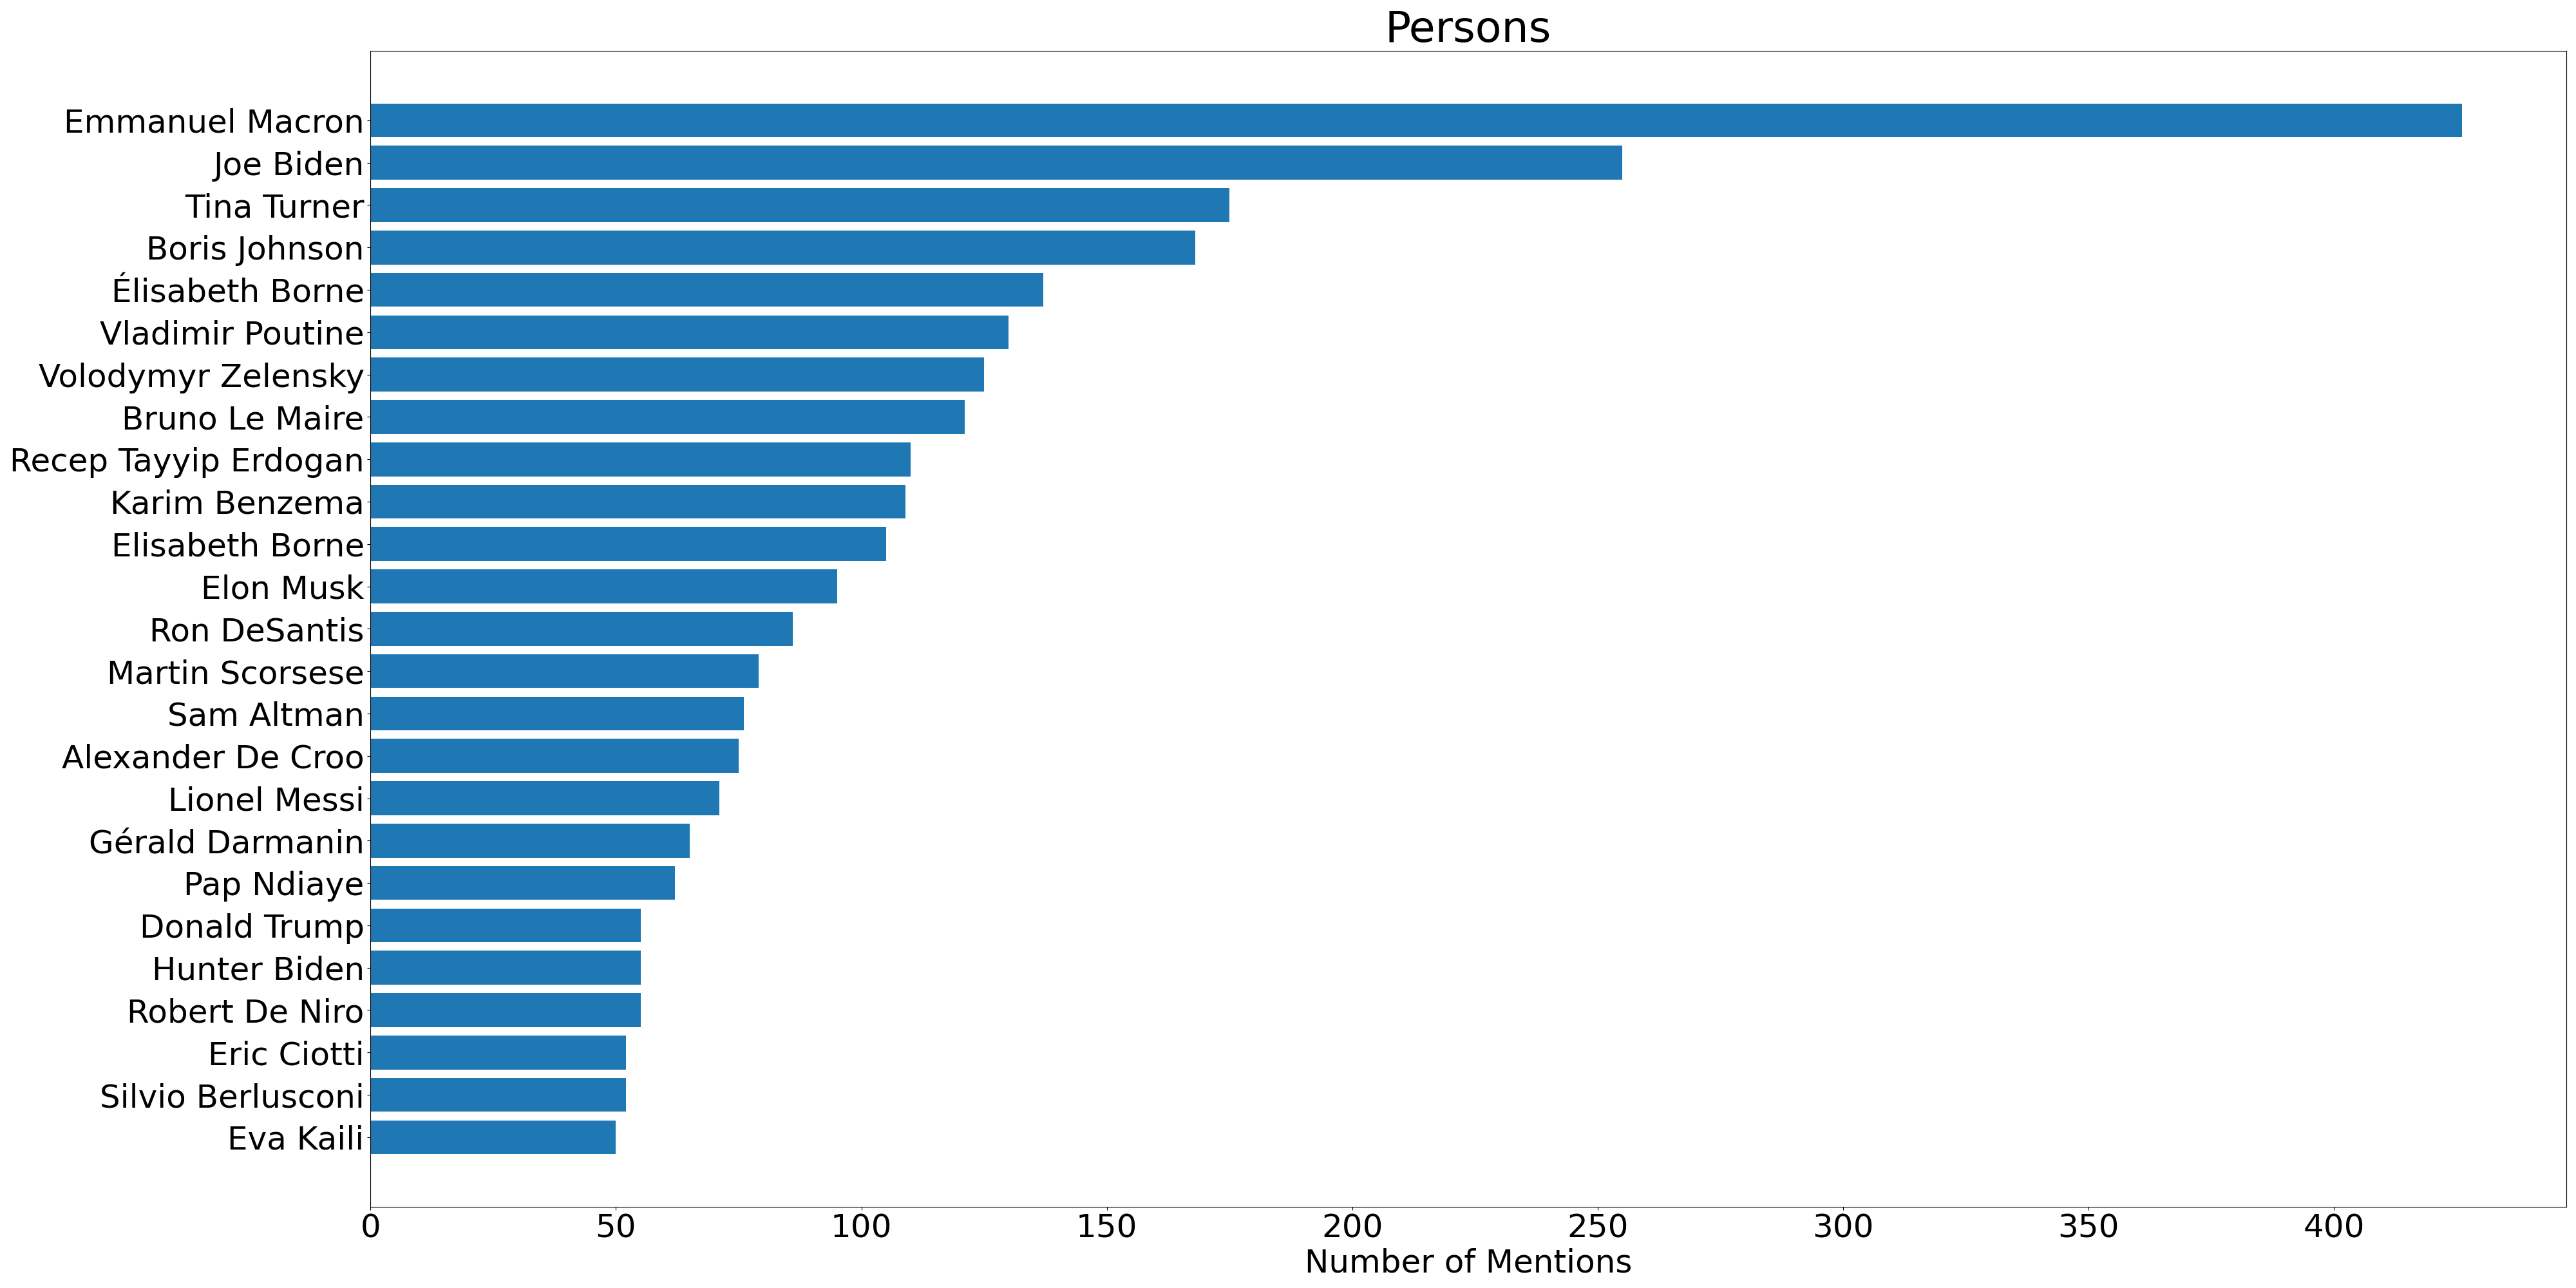 Persons
Emmanuel Macron
Joe Biden
Tina Turner
Boris Johnson
Élisabeth Borne
Vladimir Poutine
Volodymyr Zelensky
Bruno Le Maire
Recep Tayyip Erdogan
Karim Benzema
Elisabeth Borne
Elon Musk
Ron DeSantis
Martin Scorsese
Sam Altman
Alexander De Croo
Lionel Messi
Gérald Darmanin
Pap Ndiaye
Donald Trump
Hunter Biden
Robert De Niro
Eric Ciotti
Silvio Berlusconi
Eva Kaili
0 50 100 150 200 250 300 350 400
Number of Mentions